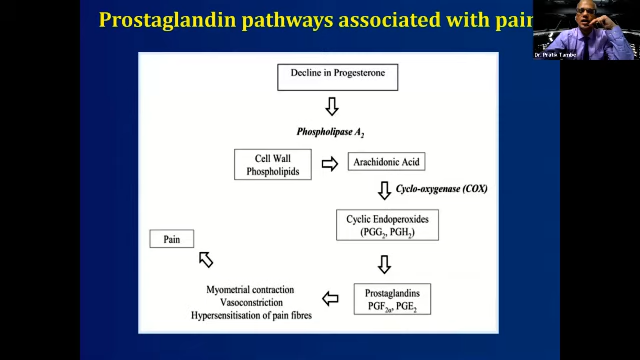 Prostaglandin pathways associated with pain
Dr. Pratik Tambe
Decline in Progesterone
Phospholipase A₂
Cell Wall
Phospholipids
Arachidonic Acid
Cyclo-oxygenase (COX)
Cyclic Endoperoxides
(PGG₂, PGH₂)
Pain
Myometrial contraction
Vasoconstriction
Hypersensitisation of pain fibres
Prostaglandins
PGF₂α, PGE₂